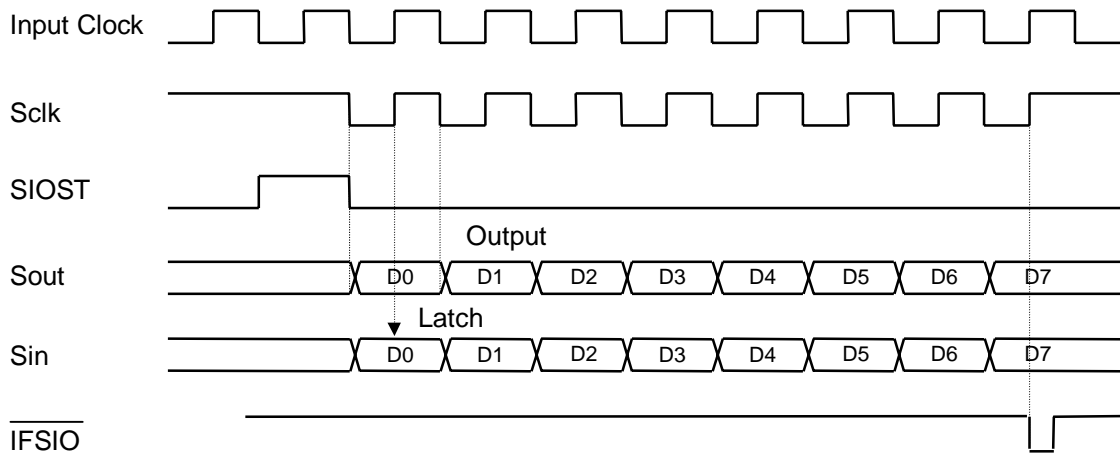 Input Clock
Sclk
SIOST
Output
Sout D0 D1 D2 D3 D4 D5 D6 D7
Latch
Sin D0 D1 D2 D3 D4 D5 D6 D7
IFSIO